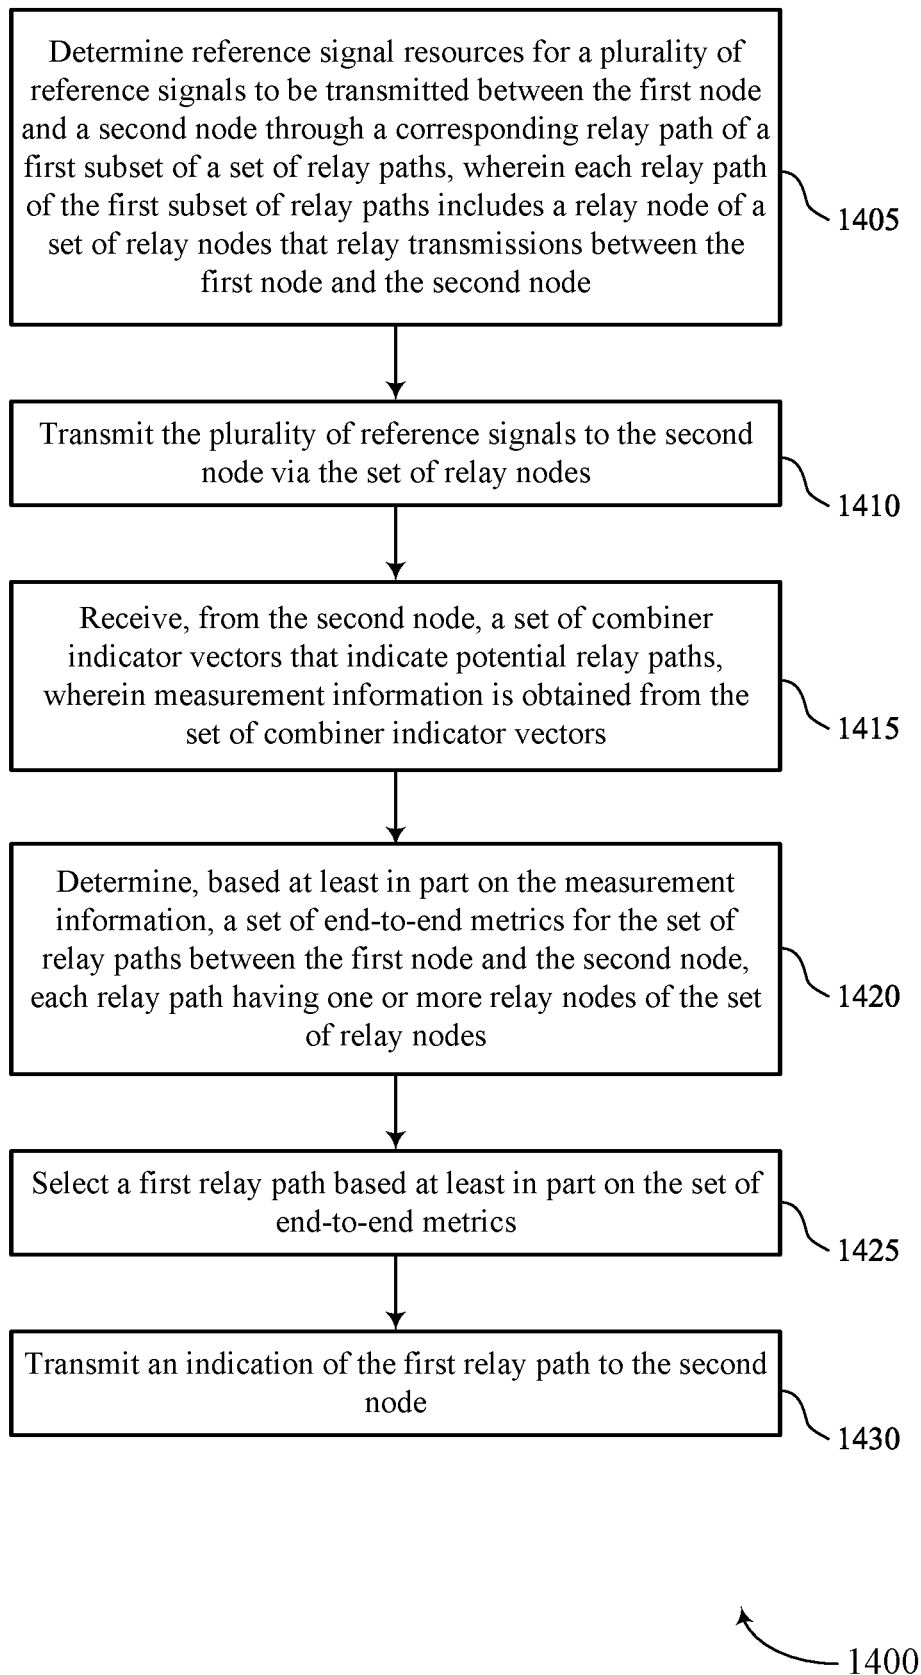 Determine reference signal resources for a plurality of
reference signals to be transmitted between the first node
and a second node through a corresponding relay path of a
first subset of a set of relay paths, wherein each relay path
of the first subset of relay paths includes a relay node of a
set of relay nodes that relay transmissions between the
first node and the second node
1405
Transmit the plurality of reference signals to the second
node via the set of relay nodes
1410
Receive, from the second node, a set of combiner
indicator vectors that indicate potential relay paths,
wherein measurement information is obtained from the
set of combiner indicator vectors
1415
Determine, based at least in part on the measurement
information, a set of end-to-end metrics for the set of
relay paths between the first node and the second node,
each relay path having one or more relay nodes of the set
of relay nodes
1420
Select a first relay path based at least in part on the set of
end-to-end metrics
1425
Transmit an indication of the first relay path to the second
node
1430
1400